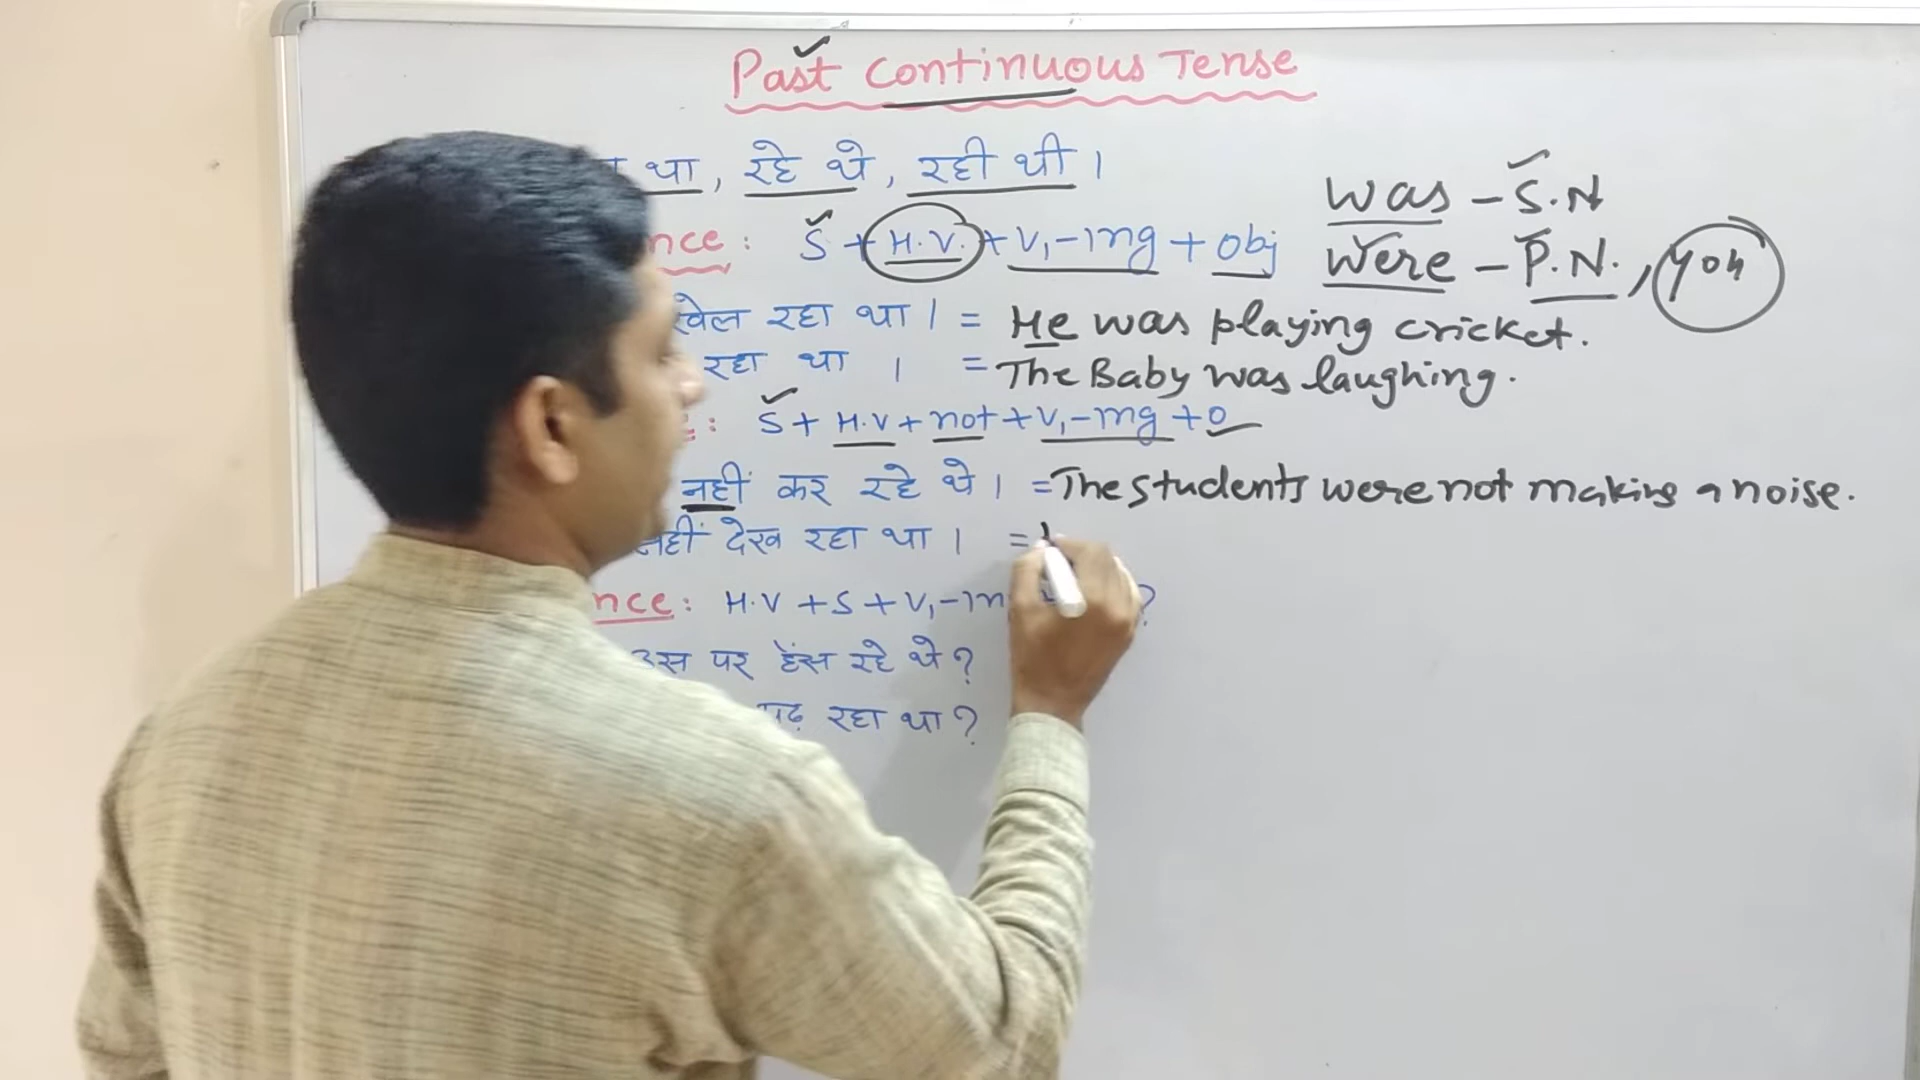 Past Continuous Tense
था, रहे थे, रही थी।
was - S.N
nce: S + H.V. + V₁-ing + obj
were - P.N., you
खेल रहा था। = He was playing cricket.
रहा था । = The Baby was laughing.
: S + H.V + not + V₁-ing + O
नहीं कर रहे थे। = The students were not making a noise.
नहीं देख रहा था। =
nce: H.V + S + V₁-in ?
उस पर हँस रहे थे?
पढ़ रहा था?